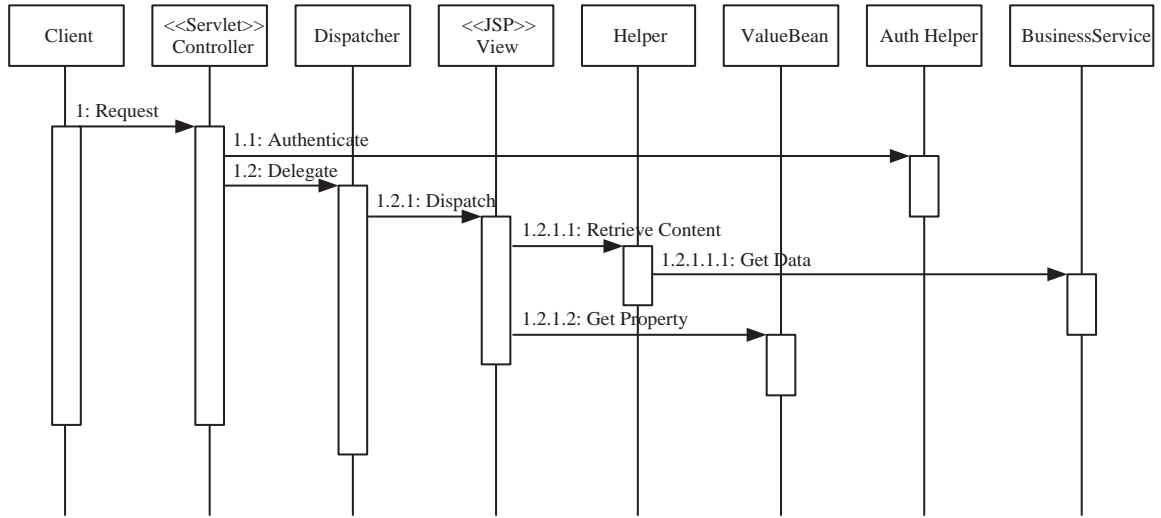 Client
<<Servlet>>
Controller
Dispatcher
<<JSP>>
View
Helper
ValueBean
Auth Helper
BusinessService
1: Request
1.1: Authenticate
1.2: Delegate
1.2.1: Dispatch
1.2.1.1: Retrieve Content
1.2.1.1.1: Get Data
1.2.1.2: Get Property